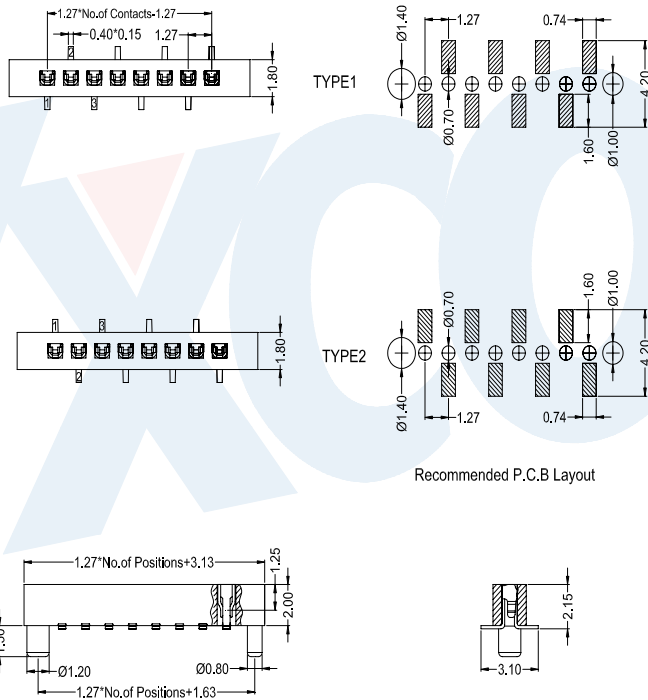 1.27*No.of Contacts-1.27
0.40*0.15
1.27
2
1
3
1.80
TYPE1
Ø1.40
1.27
0.74
Ø0.70
4.20
1.60
Ø1.00
1
3
2
1.80
TYPE2
Ø0.70
1.60
Ø1.00
4.20
Ø1.40
1.27
0.74
Recommended P.C.B Layout
1.27*No.of Positions+3.13
1.25
2.00
Ø1.20
Ø0.80
1.27*No.of Positions+1.63
2.15
3.10
XCO